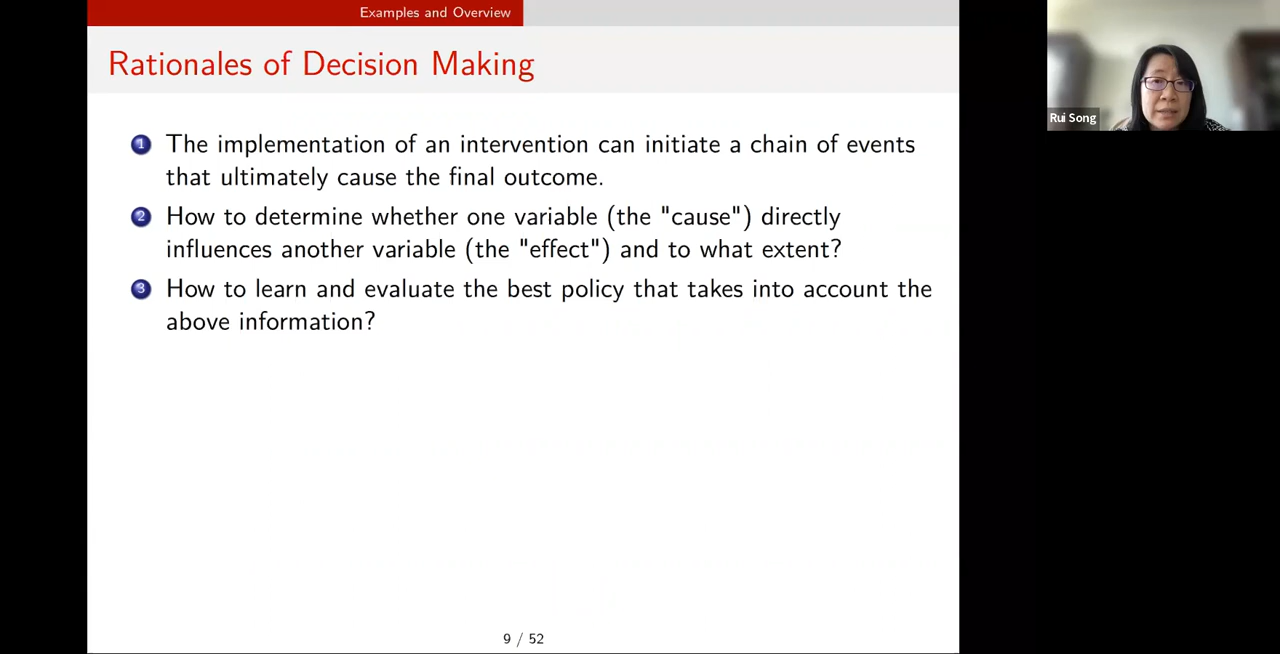 Examples and Overview
Rationales of Decision Making
Rui Song
1 The implementation of an intervention can initiate a chain of events
that ultimately cause the final outcome.
2 How to determine whether one variable (the "cause") directly
influences another variable (the "effect") and to what extent?
3 How to learn and evaluate the best policy that takes into account the
above information?
9 / 52